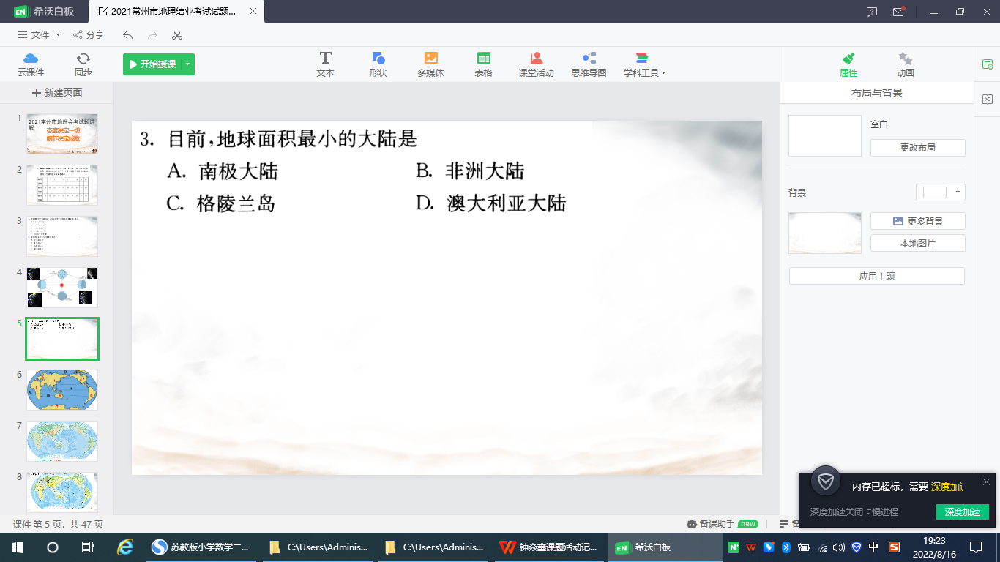 希沃白板
2021常州市地理结业考试试题...
文件
分享
云课件
同步
开始授课
文本
形状
多媒体
表格
课堂活动
思维导图
学科工具
属性
动画
新建页面
布局与背景
空白
更改布局
背景
更多背景
本地图片
应用主题
1
2021常州市地理会考试题讲解
态度决定一切!
细节决定成败!
2
3
4
5
6
7
8
3. 目前,地球面积最小的大陆是
A. 南极大陆 B. 非洲大陆
C. 格陵兰岛 D. 澳大利亚大陆
内存已超标，需要 深度加
深度加速关闭卡慢进程
深度加速
课件 第 5 页，共 47 页
备课助手 new
备
苏教版小学数学二...
C:\Users\Adminis...
C:\Users\Adminis...
钟焱鑫课题活动记...
希沃白板
中
19:23
2022/8/16